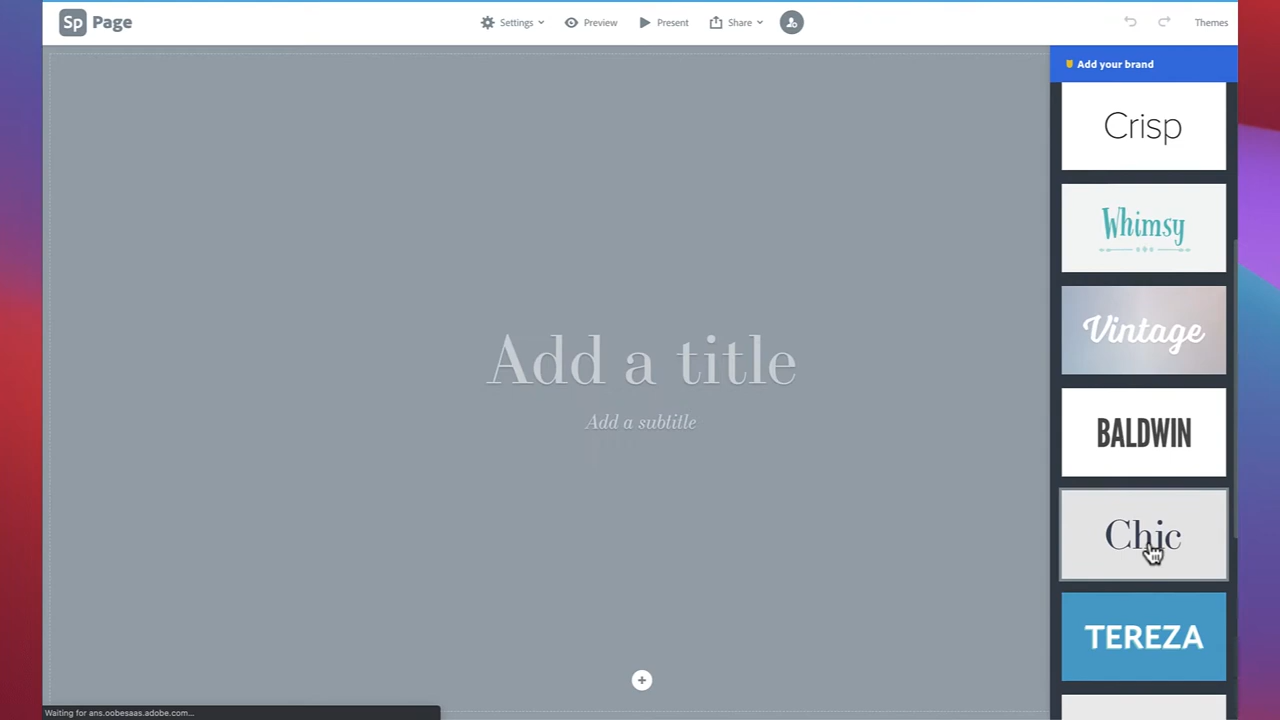 Sp Page
Settings
Preview
Present
Share
Themes
Add your brand
Crisp
Whimsy
Vintage
BALDWIN
Chic
TEREZA
Add a title
Add a subtitle
Waiting for ans.oobesaas.adobe.com...